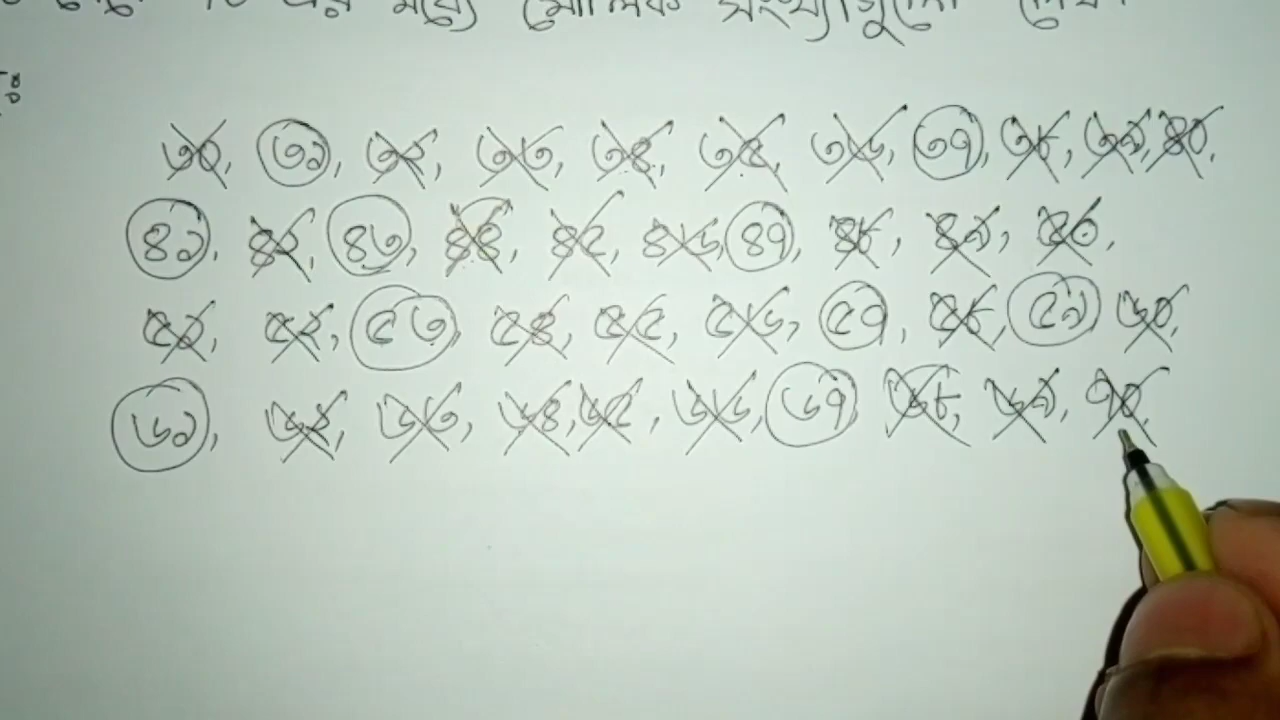 এর মধ্যে মৌলিক সংখ্যাগুলো লেখ।
৩০, ৩১, ৩২, ৩৩, ৩৪, ৩৫, ৩৬, ৩৭, ৩৮, ৩৯, ৪০,
৪১, ৪২, ৪৩, ৪৪, ৪৫, ৪৬, ৪৭, ৪৮, ৪৯, ৫০,
৫১, ৫২, ৫৩, ৫৪, ৫৫, ৫৬, ৫৭, ৫৮, ৫৯, ৬০,
৬১, ৬২, ৬৩, ৬৪, ৬৫, ৬৬, ৬৭, ৬৮, ৬৯, ৭০,